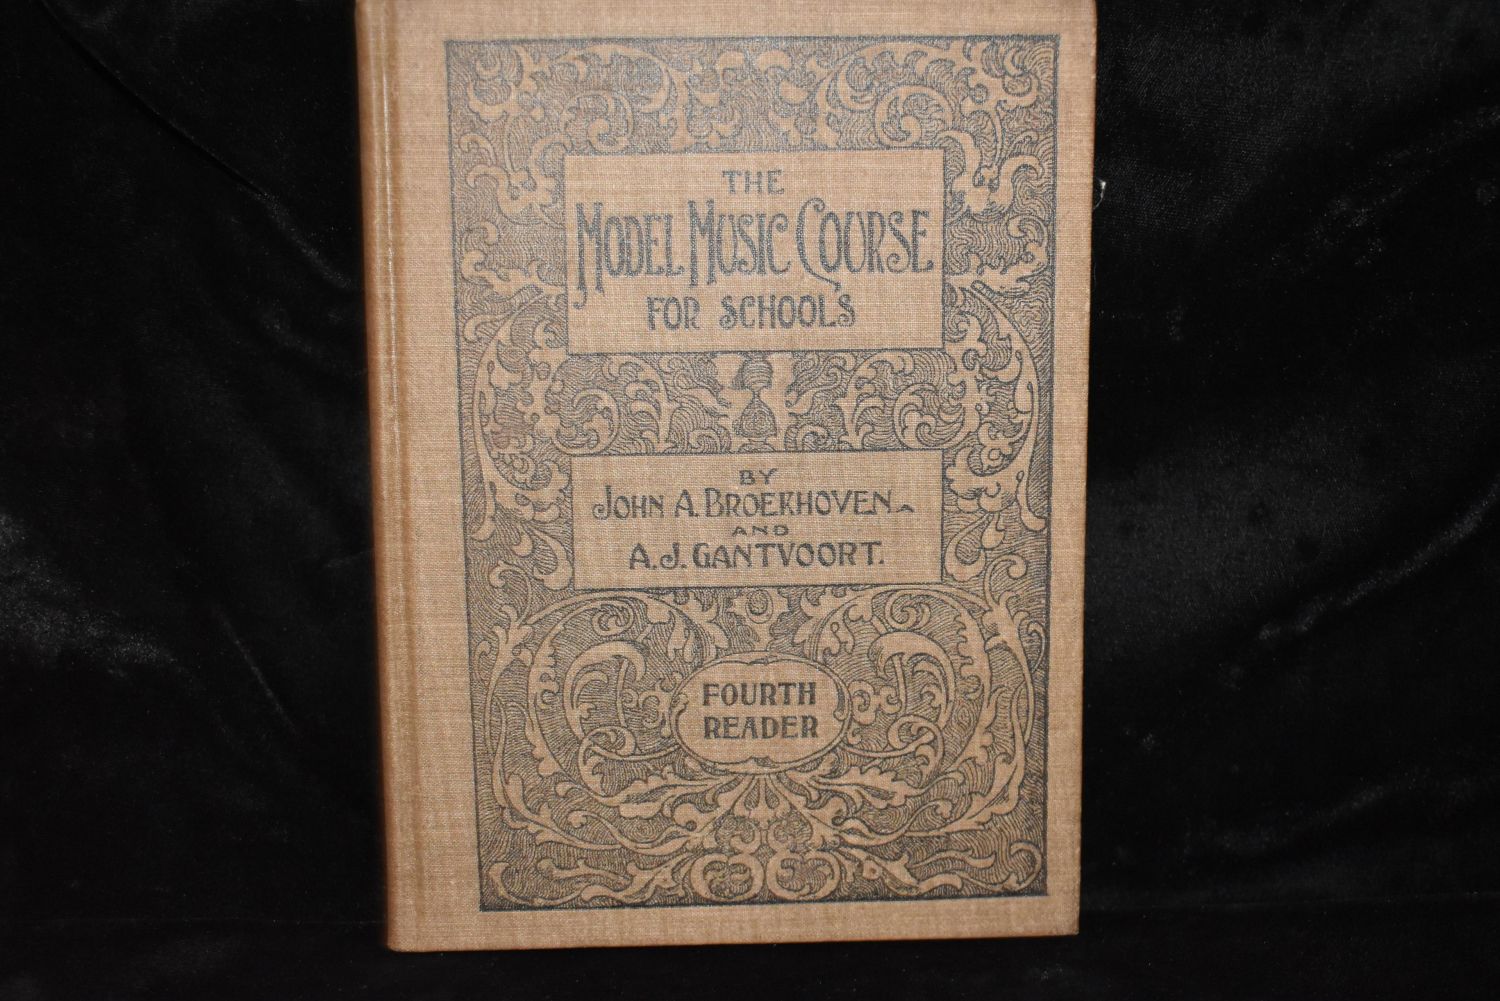 THE
MODEL MUSIC COURSE
FOR SCHOOLS
BY
JOHN A. BROEKHOVEN
AND
A.J. GANTVOORT.
FOURTH
READER